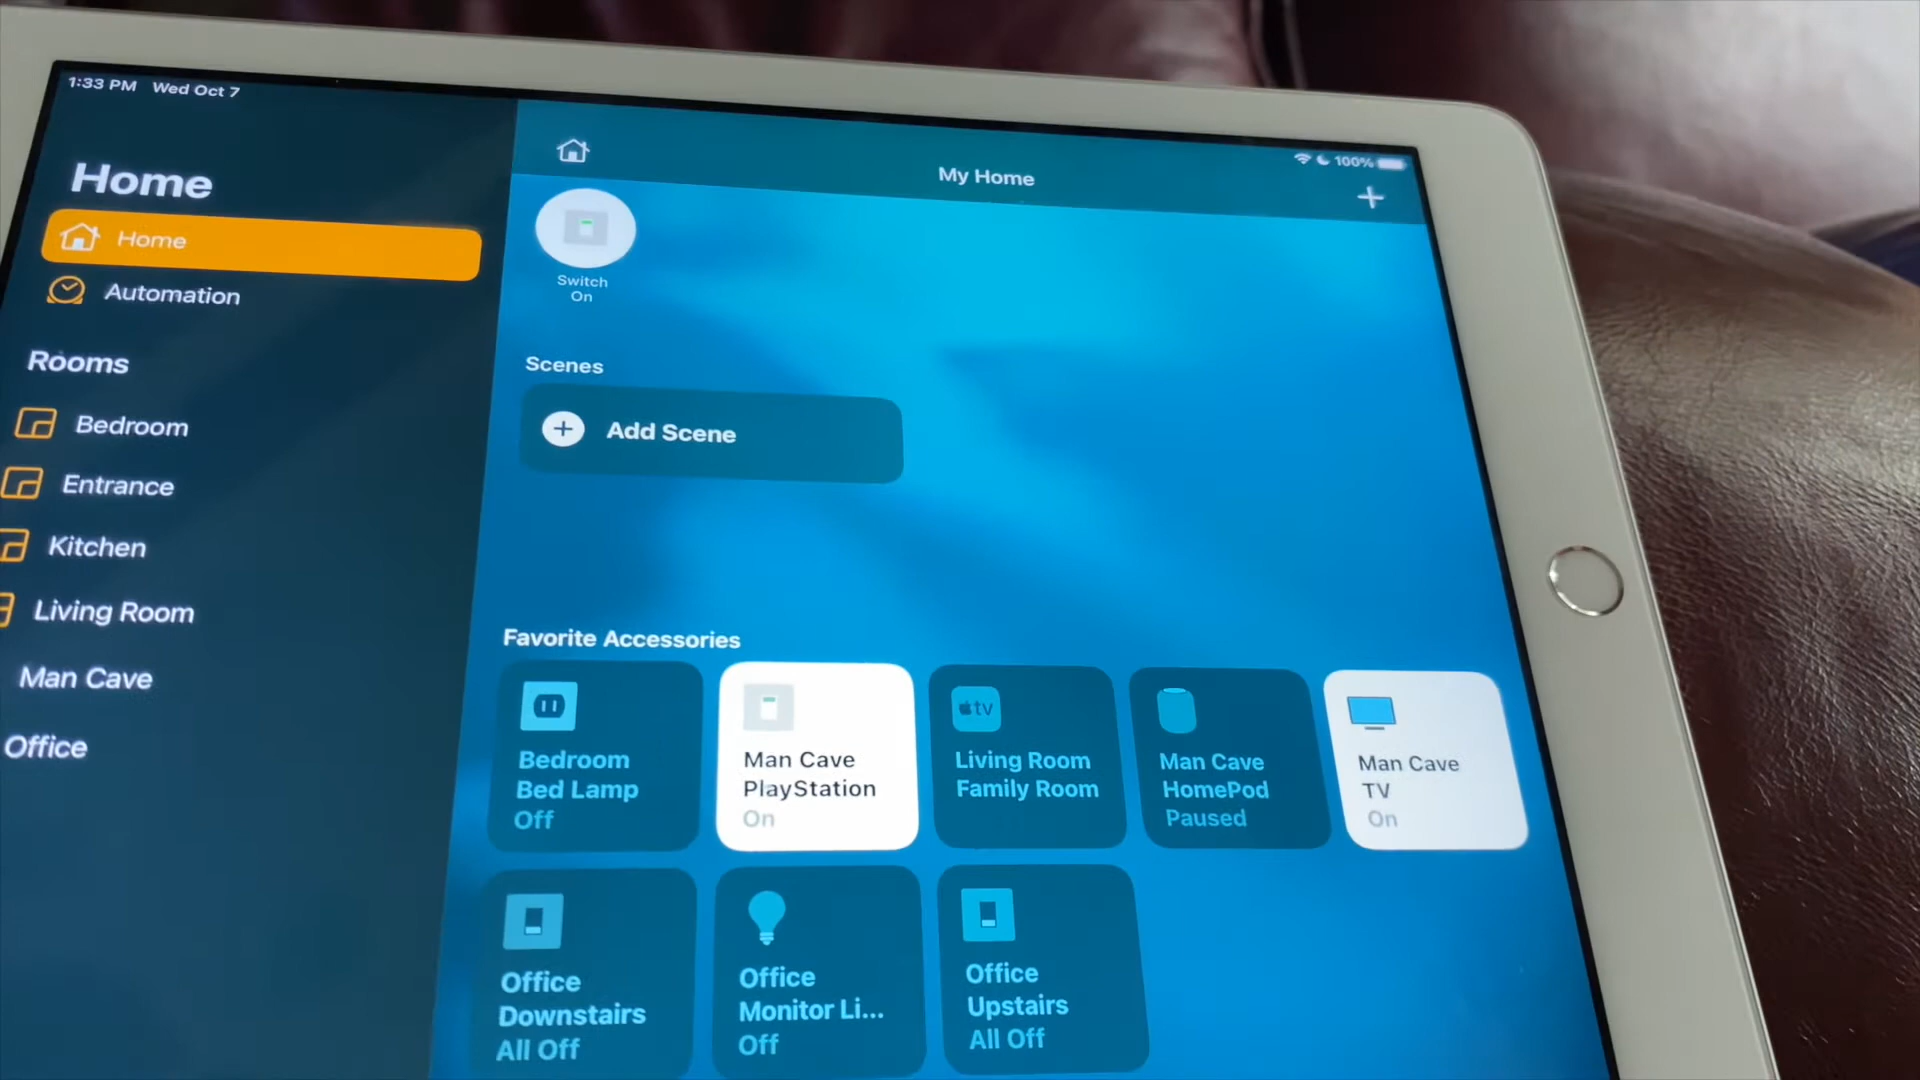 1:33 PM Wed Oct 7
100%
My Home
Home
Home
Automation
Rooms
Bedroom
Entrance
Kitchen
Living Room
Man Cave
Office
Switch
On
Scenes
Add Scene
Favorite Accessories
Bedroom
Bed Lamp
Off
Man Cave
PlayStation
On
tv
Living Room
Family Room
Man Cave
HomePod
Paused
Man Cave
TV
On
Office
Downstairs
All Off
Office
Monitor Li...
Off
Office
Upstairs
All Off